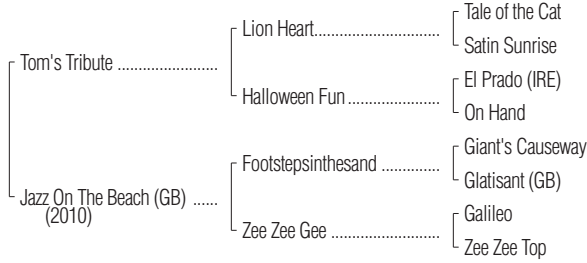 Tale of the Cat
Lion Heart
Satin Sunrise
Tom's Tribute
El Prado (IRE)
Halloween Fun
On Hand
Giant's Causeway
Footstepsinthesand
Glatisant (GB)
Jazz On The Beach (GB)
(2010)
Galileo
Zee Zee Gee
Zee Zee Top